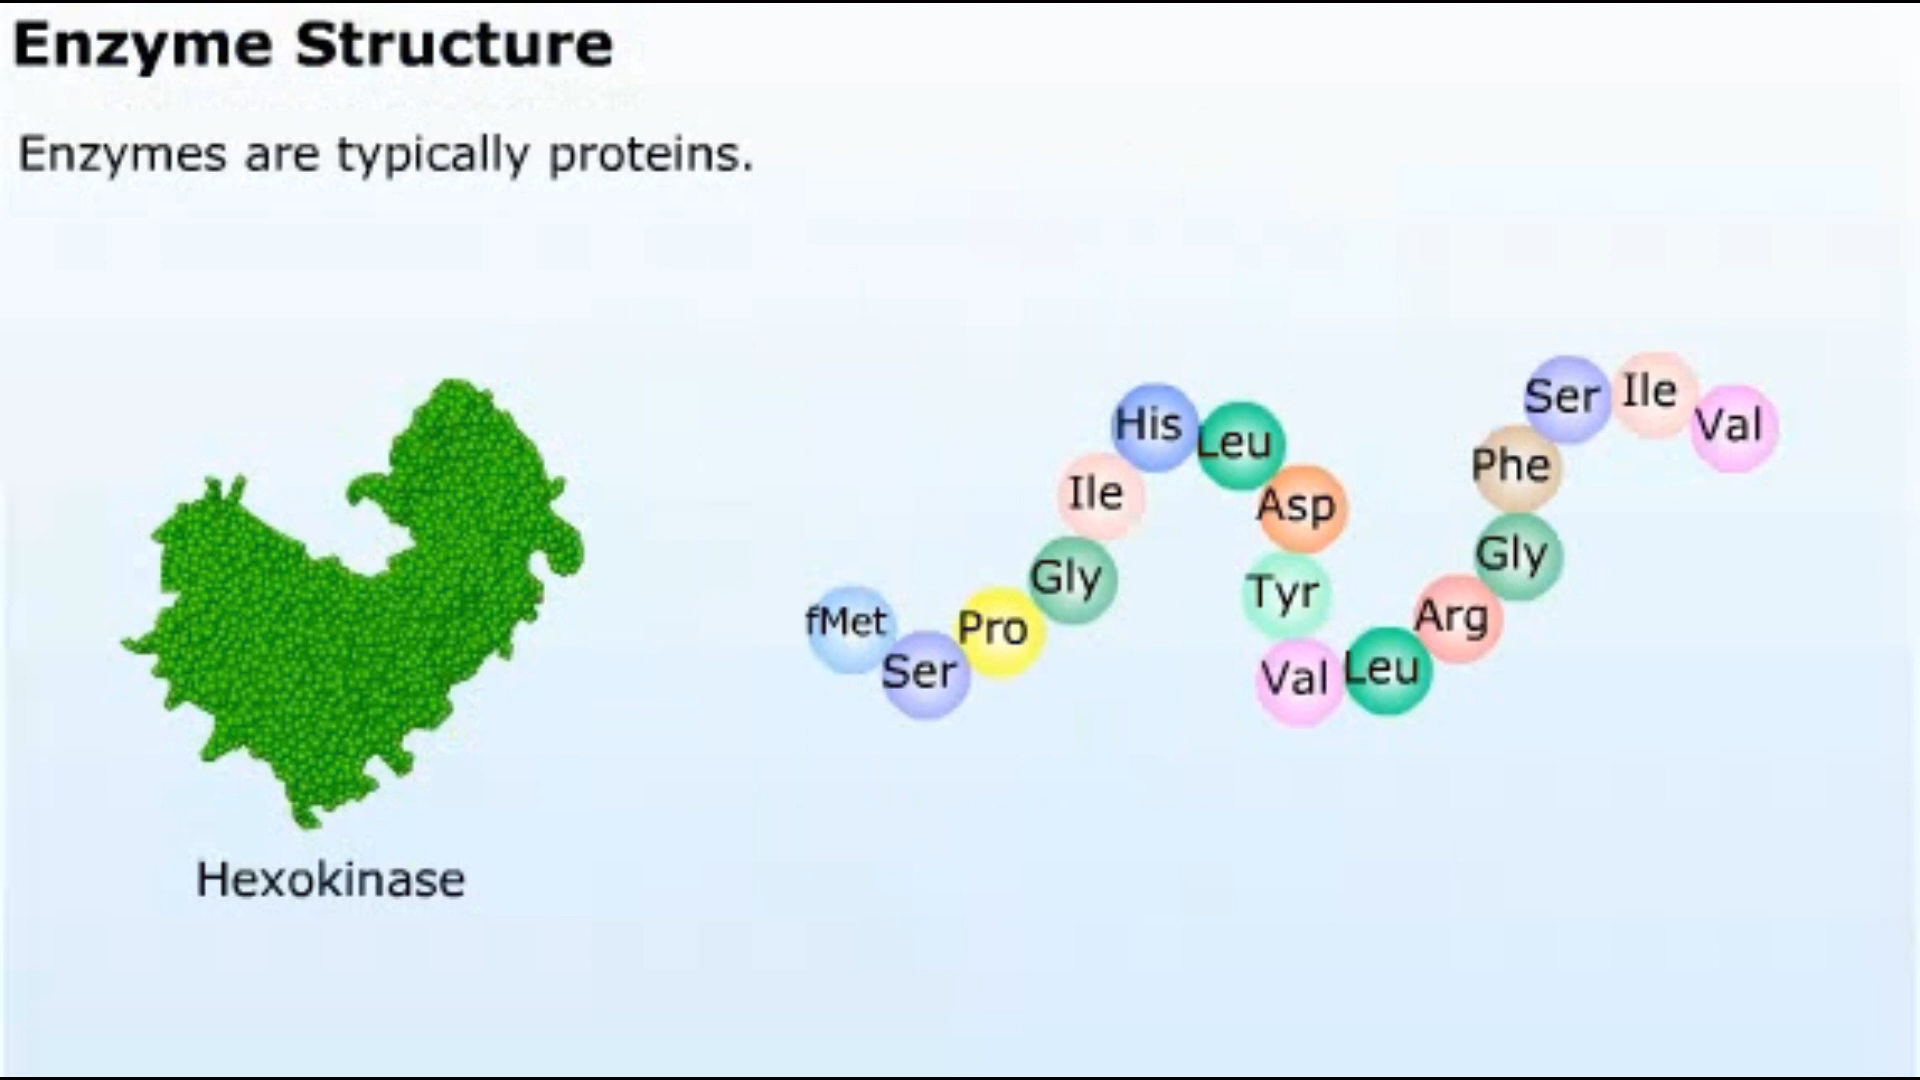 Enzyme Structure
Enzymes are typically proteins.
fMet
Ser
Pro
Gly
Ile
His
Leu
Asp
Tyr
Val
Leu
Arg
Gly
Phe
Ser
Ile
Val
Hexokinase